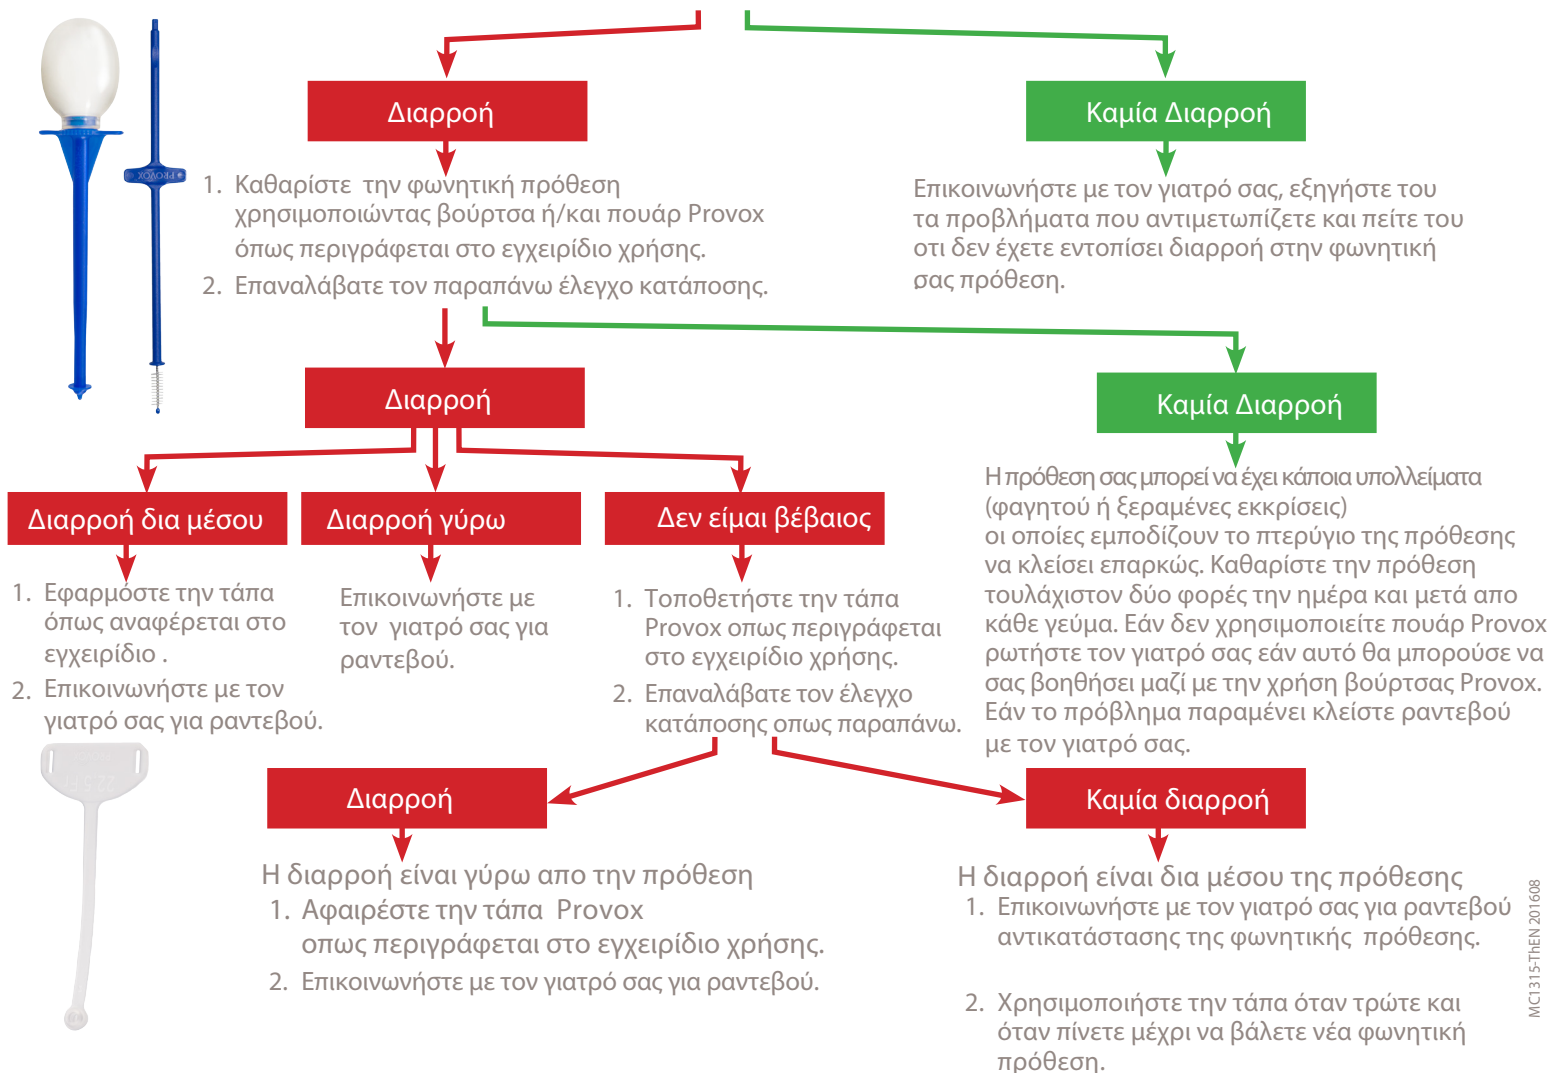 Διαρροή
Καμία Διαρροή
PROVOX
1. Καθαρίστε την φωνητική πρόθεση
χρησιμοποιώντας βούρτσα ή/και πουάρ Provox
όπως περιγράφεται στο εγχειρίδιο χρήσης.
2. Επαναλάβατε τον παραπάνω έλεγχο κατάποσης.
Επικοινωνήστε με τον γιατρό σας, εξηγήστε του
τα προβλήματα που αντιμετωπίζετε και πείτε του
οτι δεν έχετε εντοπίσει διαρροή στην φωνητική
σας πρόθεση.
Διαρροή
Καμία Διαρροή
Διαρροή δια μέσου
Διαρροή γύρω
Δεν είμαι βέβαιος
1. Εφαρμόστε την τάπα
όπως αναφέρεται στο
εγχειρίδιο .
2. Επικοινωνήστε με τον
γιατρό σας για ραντεβού.
Επικοινωνήστε με
τον γιατρό σας για
ραντεβού.
1. Τοποθετήστε την τάπα
Provox οπως περιγράφεται
στο εγχειρίδιο χρήσης.
2. Επαναλάβατε τον έλεγχο
κατάποσης οπως παραπάνω.
Η πρόθεση σας μπορεί να έχει κάποια υπολλείματα
(φαγητού ή ξεραμένες εκκρίσεις)
οι οποίες εμποδίζουν το πτερύγιο της πρόθεσης
να κλείσει επαρκώς. Καθαρίστε την πρόθεση
τουλάχιστον δύο φορές την ημέρα και μετά απο
κάθε γεύμα. Εάν δεν χρησιμοποιείτε πουάρ Provox
ρωτήστε τον γιατρό σας εάν αυτό θα μπορούσε να
σας βοηθήσει μαζί με την χρήση βούρτσας Provox.
Εάν το πρόβλημα παραμένει κλείστε ραντεβού
με τον γιατρό σας.
Διαρροή
Καμία διαρροή
Η διαρροή είναι γύρω απο την πρόθεση
1. Αφαιρέστε την τάπα Provox
οπως περιγράφεται στο εγχειρίδιο χρήσης.
2. Επικοινωνήστε με τον γιατρό σας για ραντεβού.
Η διαρροή είναι δια μέσου της πρόθεσης
1. Επικοινωνήστε με τον γιατρό σας για ραντεβού
αντικατάστασης της φωνητικής πρόθεσης.
2. Χρησιμοποιήστε την τάπα όταν τρώτε και
όταν πίνετε μέχρι να βάλετε νέα φωνητική
πρόθεση.
MC1315-ThEN 201608